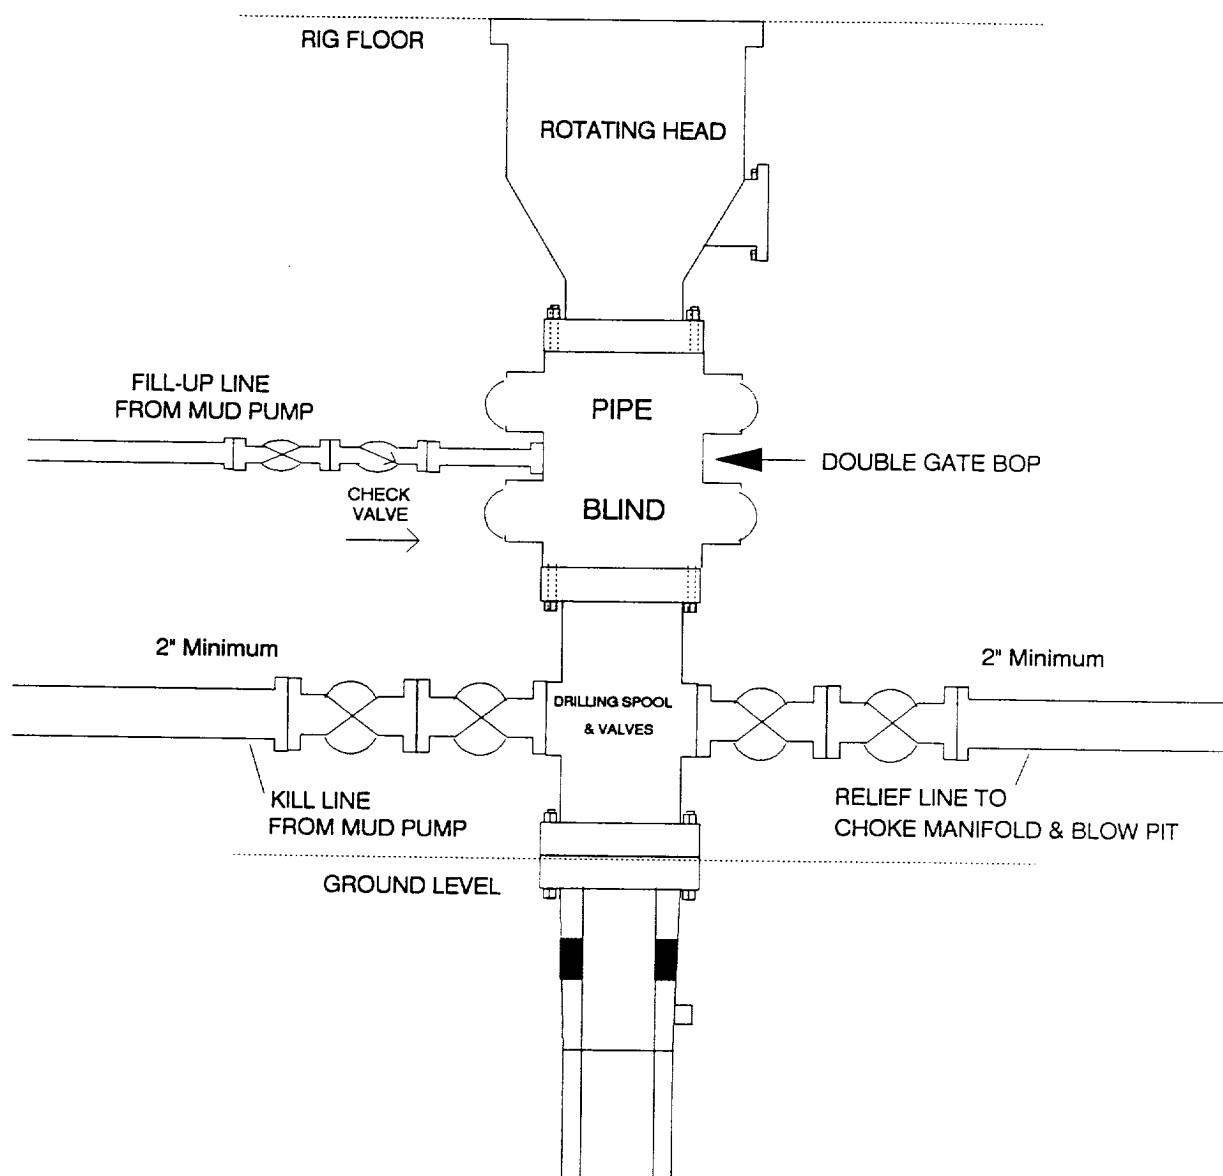 RIG FLOOR
ROTATING HEAD
FILL-UP LINE
FROM MUD PUMP
PIPE
DOUBLE GATE BOP
CHECK
VALVE
BLIND
2" Minimum
2" Minimum
DRILLING SPOOL
& VALVES
KILL LINE
FROM MUD PUMP
RELIEF LINE TO
CHOKE MANIFOLD & BLOW PIT
GROUND LEVEL